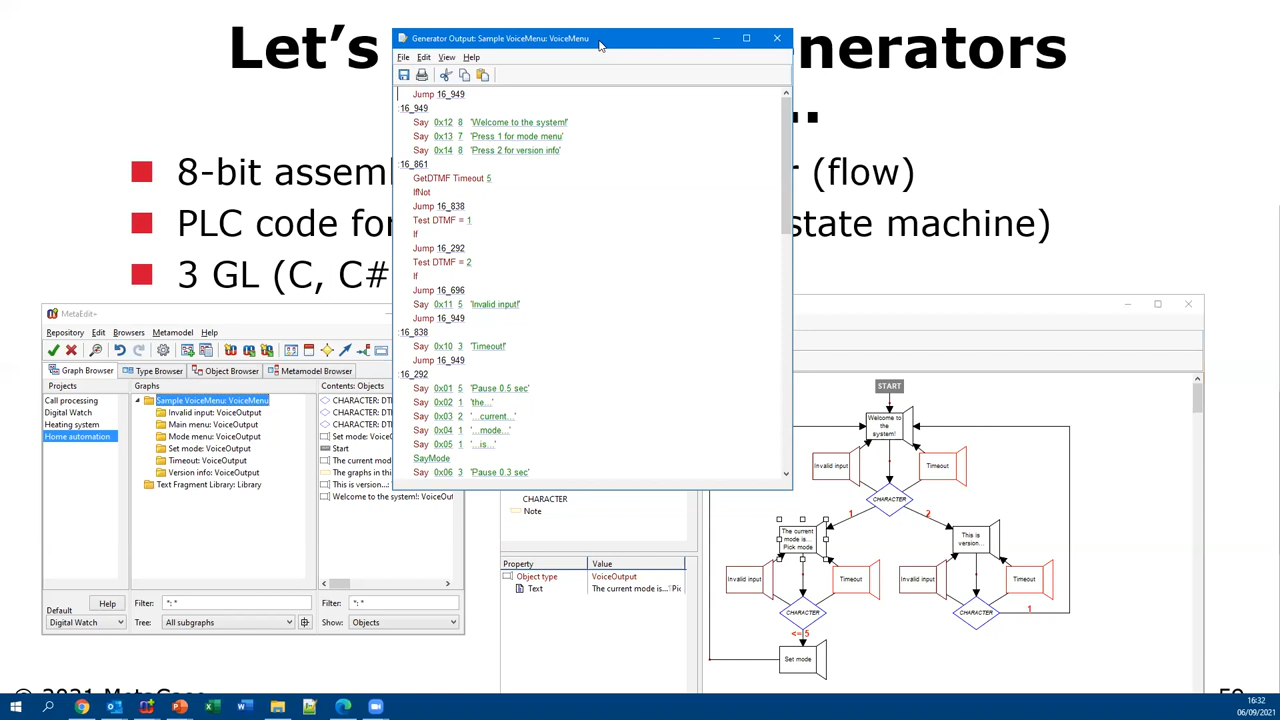 Let's
nerators
..
8-bit assem
r (flow)
PLC code for
state machine)
3 GL (C, C#
Generator Output: Sample VoiceMenu: VoiceMenu
File Edit View Help
Jump 16_949
:16_949
Say 0x12 8 'Welcome to the system!'
Say 0x13 7 'Press 1 for mode menu'
Say 0x14 8 'Press 2 for version info'
:16_861
GetDTMF Timeout 5
IfNot
Jump 16_838
Test DTMF = 1
If
Jump 16_292
Test DTMF = 2
If
Jump 16_696
Say 0x11 5 'Invalid input!'
Jump 16_949
:16_838
Say 0x10 3 'Timeout!'
Jump 16_949
:16_292
Say 0x01 5 'Pause 0.5 sec'
Say 0x02 1 'the...'
Say 0x03 2 '...current...'
Say 0x04 1 '...mode...'
Say 0x05 1 '...is...'
SayMode
Say 0x06 3 'Pause 0.3 sec'
MetaEdit+
Repository Edit Browsers Metamodel Help
Graph Browser Type Browser Object Browser Metamodel Browser
Projects
Call processing
Digital Watch
Heating system
Home automation
Graphs
Sample VoiceMenu: VoiceMenu
Invalid input: VoiceOutput
Main menu: VoiceOutput
Mode menu: VoiceOutput
Set mode: VoiceOutput
Timeout: VoiceOutput
Version info: VoiceOutput
Text Fragment Library: Library
Contents: Objects
CHARACTER: DTI
CHARACTER: DTI
CHARACTER: DTI
Set mode: VoiceO
Start
The current mod
The graphs in thi
This is version...:
Welcome to the system!: VoiceOut
Default
Help
Digital Watch
Filter: *: *
Tree: All subgraphs
Filter: *: *
Show: Objects
CHARACTER
Note
Property Value
Object type VoiceOutput
Text The current mode is... Pic
START
Welcome to
the
system!
Invalid input
Timeout
CHARACTER
1
2
The current
mode is...
Pick mode
This is
version...
Invalid input
Timeout
Invalid input
Timeout
CHARACTER
CHARACTER
1
<= 5
Set mode
© 2021 MetaCase
59
16:32
06/09/2021